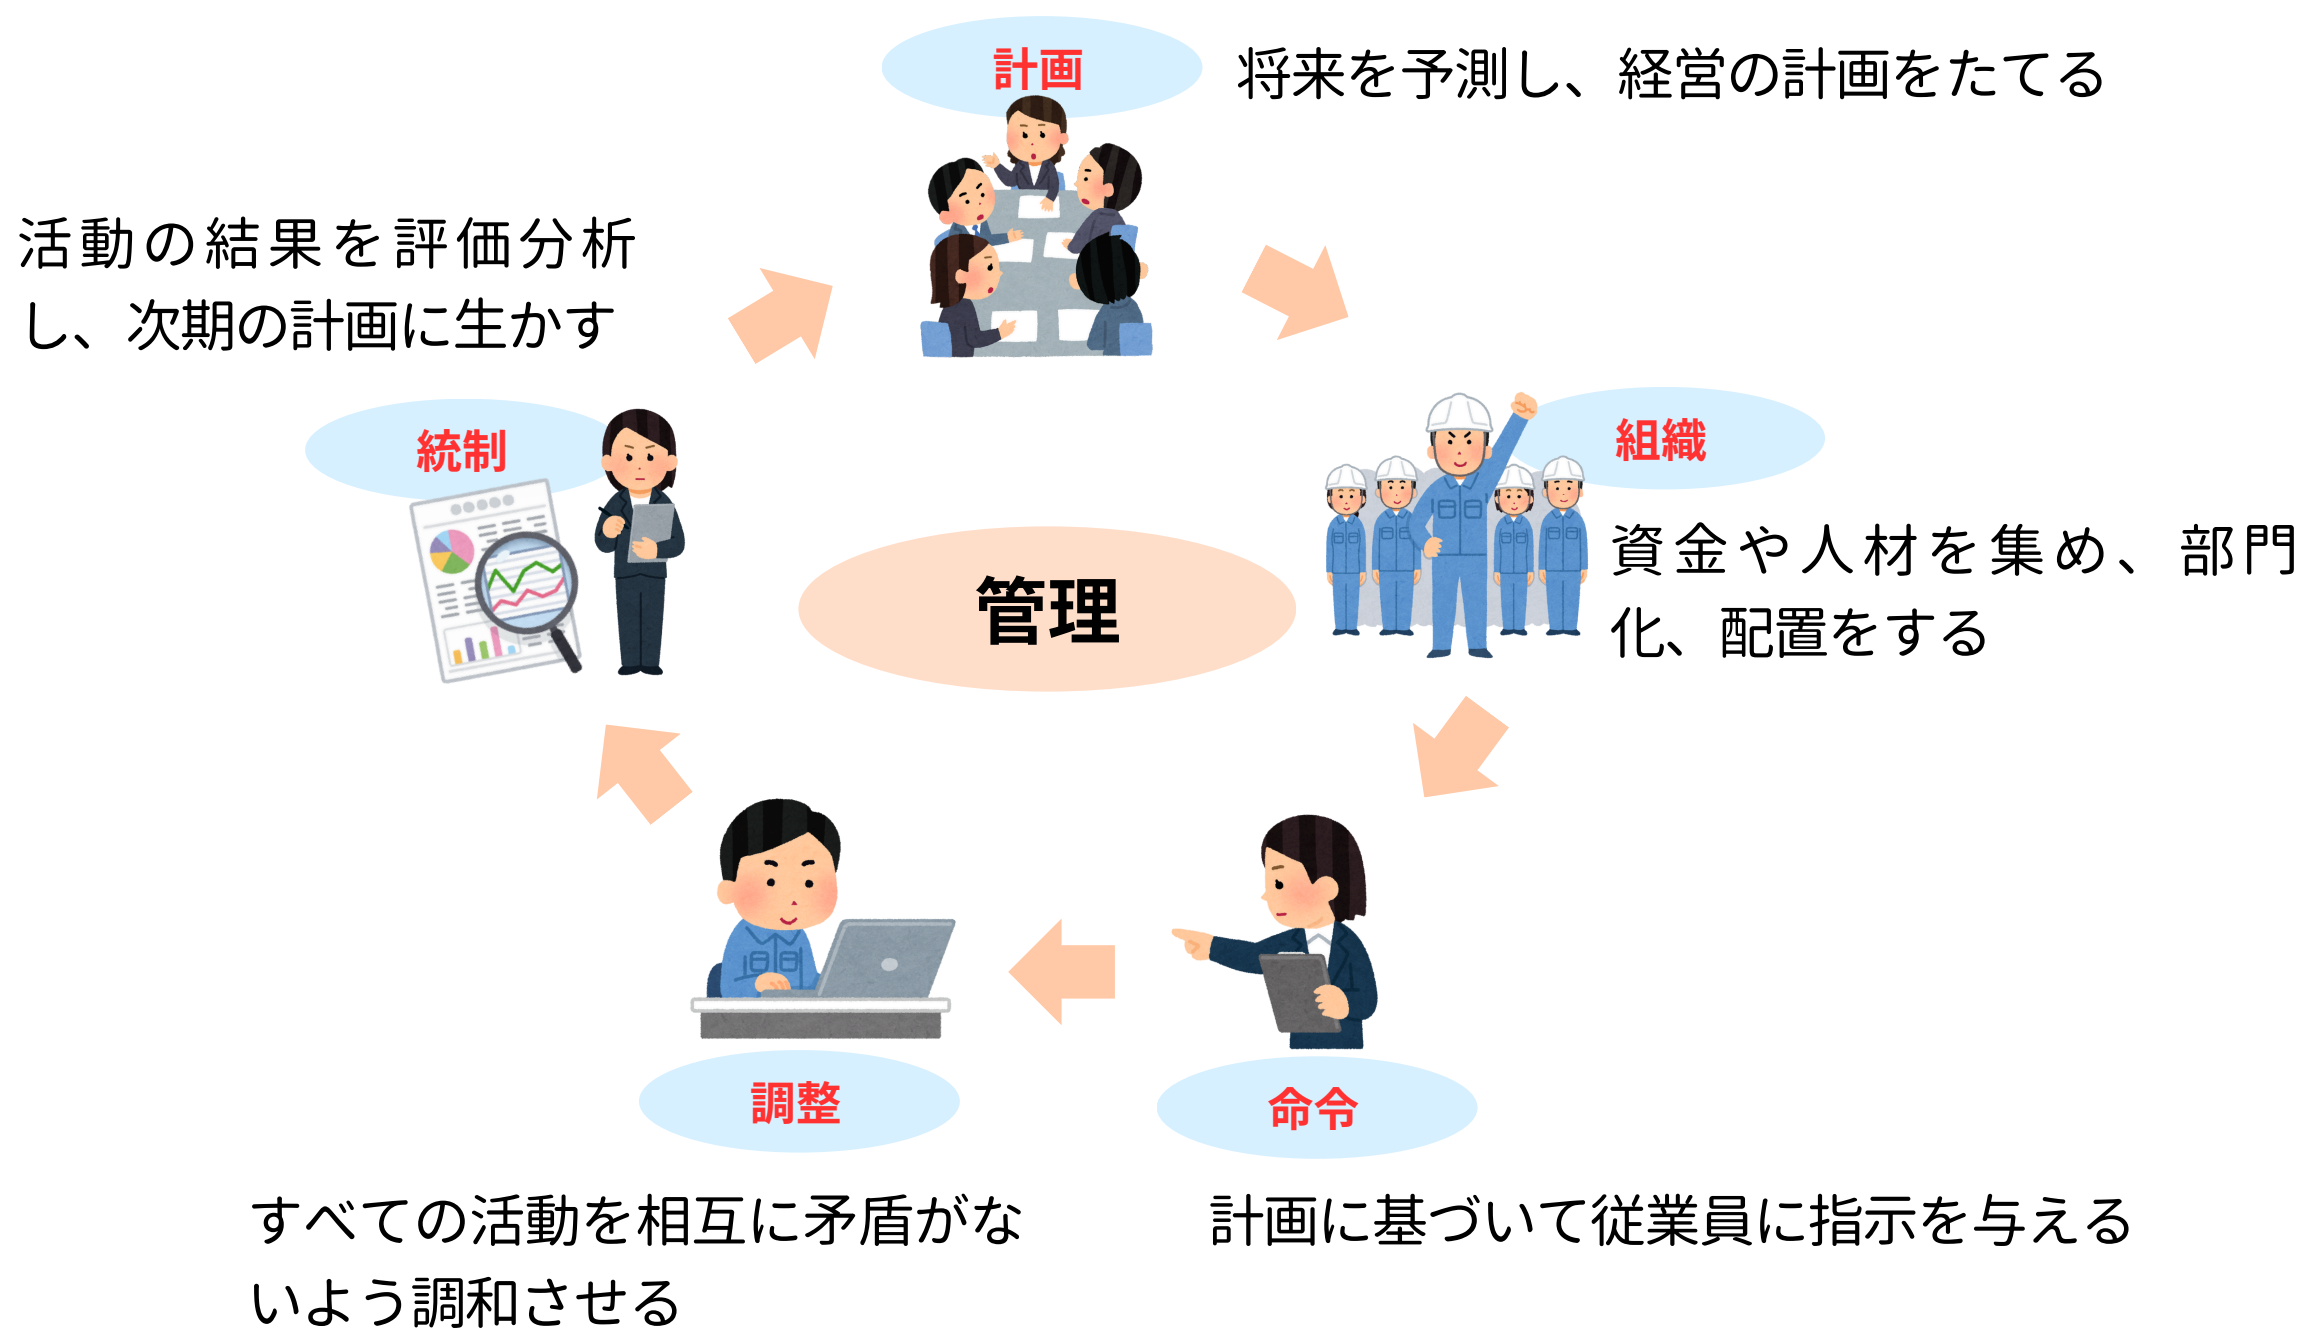 計画
将来を予測し、経営の計画をたてる
活動の結果を評価分析
し、次期の計画に生かす
統制
組織
資金や人材を集め、部門
化、配置をする
管理
調整
命令
すべての活動を相互に矛盾がな
いよう調和させる
計画に基づいて従業員に指示を与える